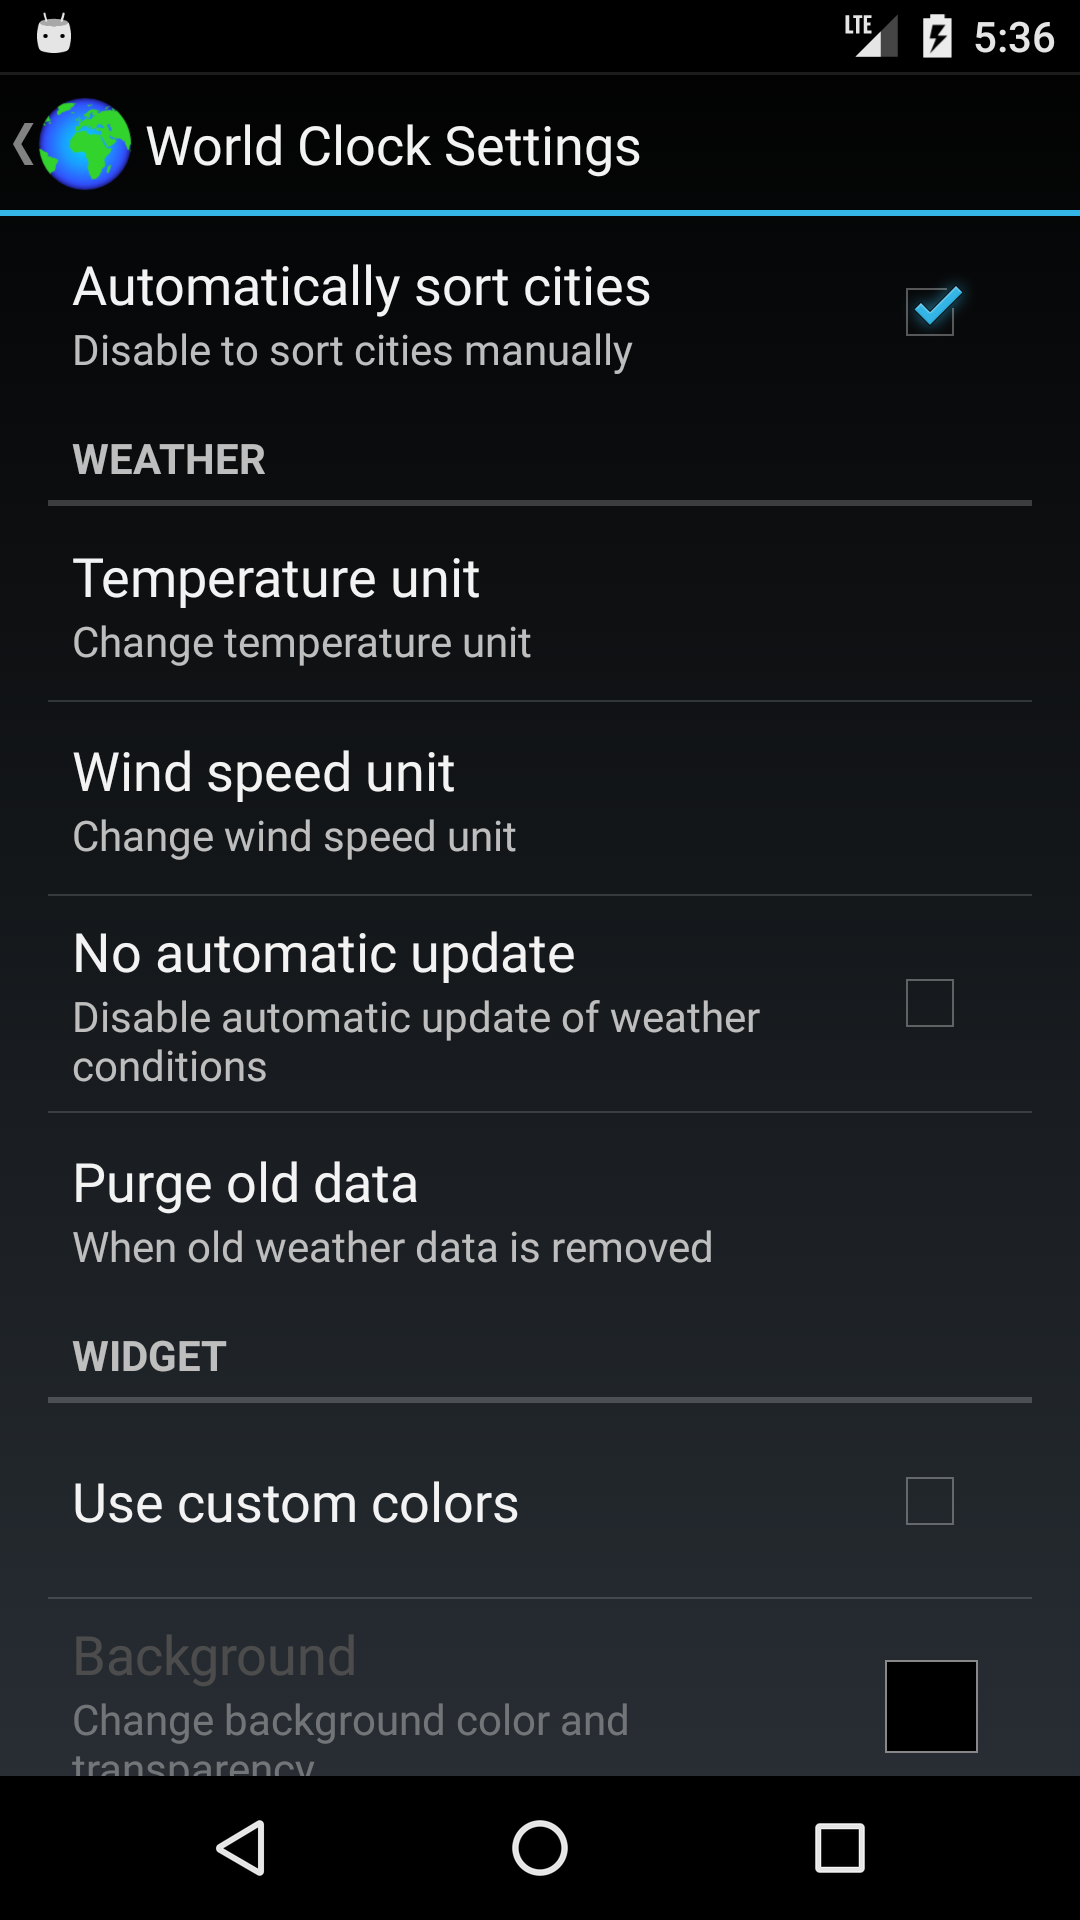 LTE 5:36
World Clock Settings
Automatically sort cities
Disable to sort cities manually
WEATHER
Temperature unit
Change temperature unit
Wind speed unit
Change wind speed unit
No automatic update
Disable automatic update of weather
conditions
Purge old data
When old weather data is removed
WIDGET
Use custom colors
Background
Change background color and
transparency